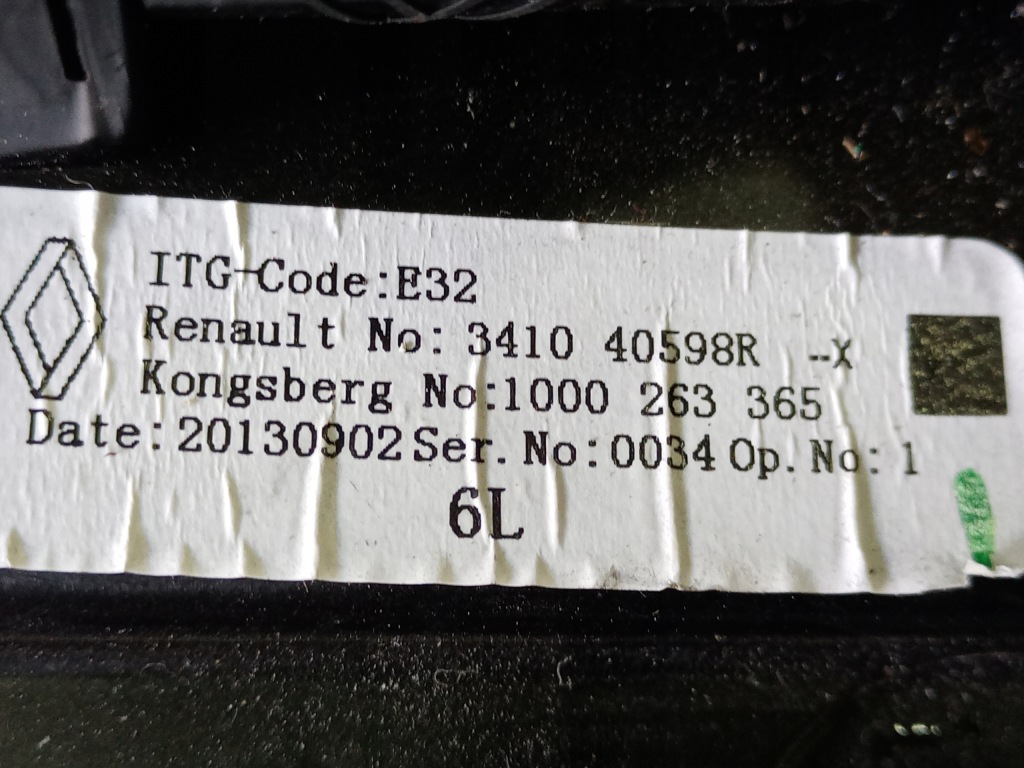 ITG-Code:E32
Renault No: 3410 40598R --X
Kongsberg No:1000 263 365
Date:20130902 Ser. No:0034 Op. No: 1
6L